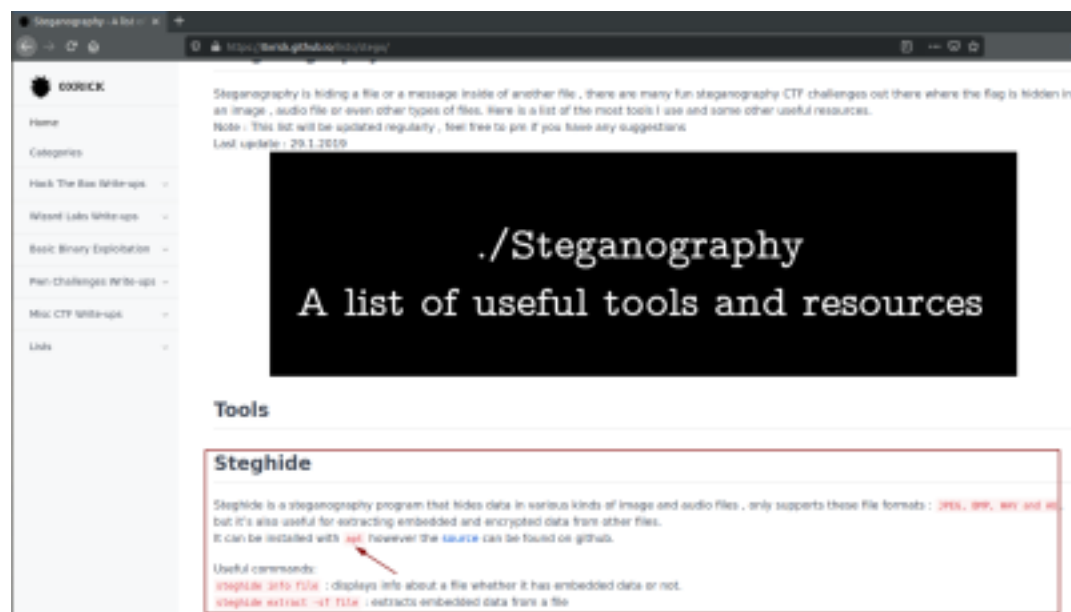 Steganography - A list o
https://0xrick.github.io/lists/stego/
0XRICK
Home
Categories
Hack The Box Write-ups
Wizard Labs Write-ups
Basic Binary Exploitation
Pwn Challenges Write-ups
Misc CTF Write-ups
Lists
Steganography is hiding a file or a message inside of another file , there are many fun steganography CTF challenges out there where the flag is hidden in
an image , audio file or even other types of files. Here is a list of the most tools I use and some other useful resources.
Note : This list will be updated regularly , feel free to pm if you have any suggestions
Last update : 29.1.2019
./Steganography
A list of useful tools and resources
Tools
Steghide
Steghide is a steganography program that hides data in various kinds of image and audio files , only supports these file formats : JPEG, BMP, WAV and AU.
but it's also useful for extracting embedded and encrypted data from other files.
It can be installed with apt however the source can be found on github.
Useful commands:
steghide info file : displays info about a file whether it has embedded data or not.
steghide extract -sf file : extracts embedded data from a file